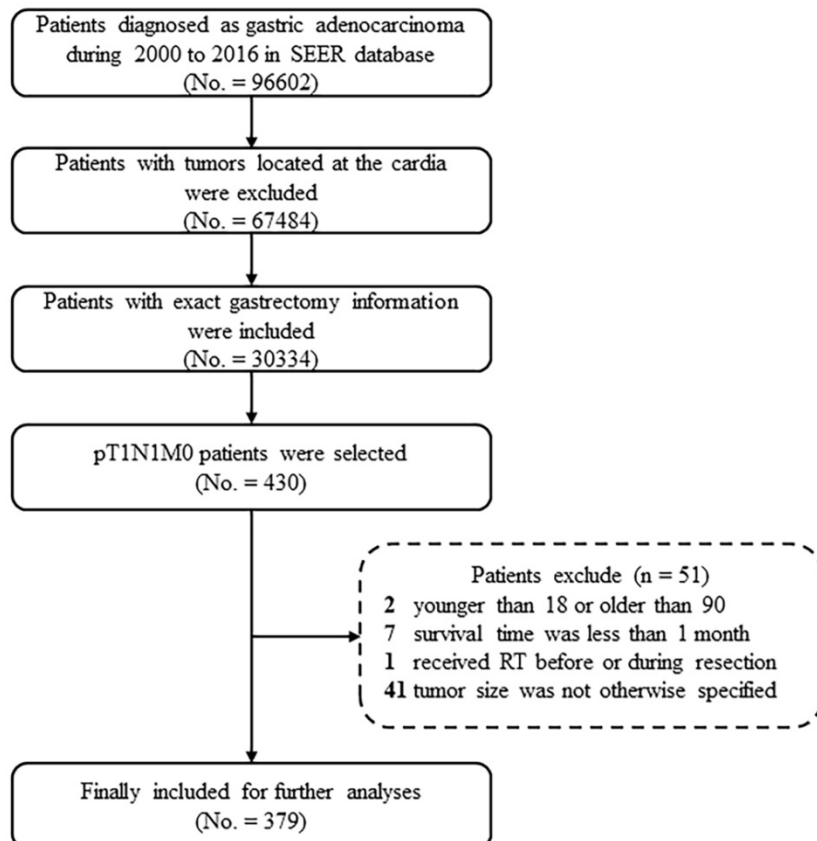 Patients diagnosed as gastric adenocarcinoma
during 2000 to 2016 in SEER database
(No. = 96602)
Patients with tumors located at the cardia
were excluded
(No. = 67484)
Patients with exact gastrectomy information
were included
(No. = 30334)
pT1N1M0 patients were selected
(No. = 430)
Patients exclude (n = 51)
2 younger than 18 or older than 90
7 survival time was less than 1 month
1 received RT before or during resection
41 tumor size was not otherwise specified
Finally included for further analyses
(No. = 379)